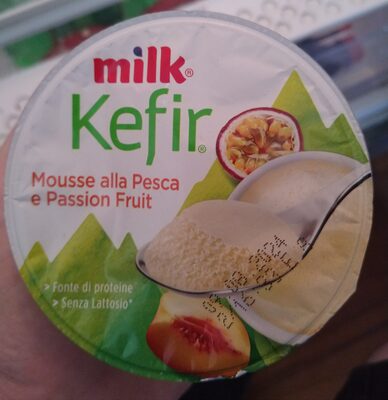 milk®
Kefir®
Mousse alla Pesca
e Passion Fruit
> Fonte di proteine
> Senza Lattosio*